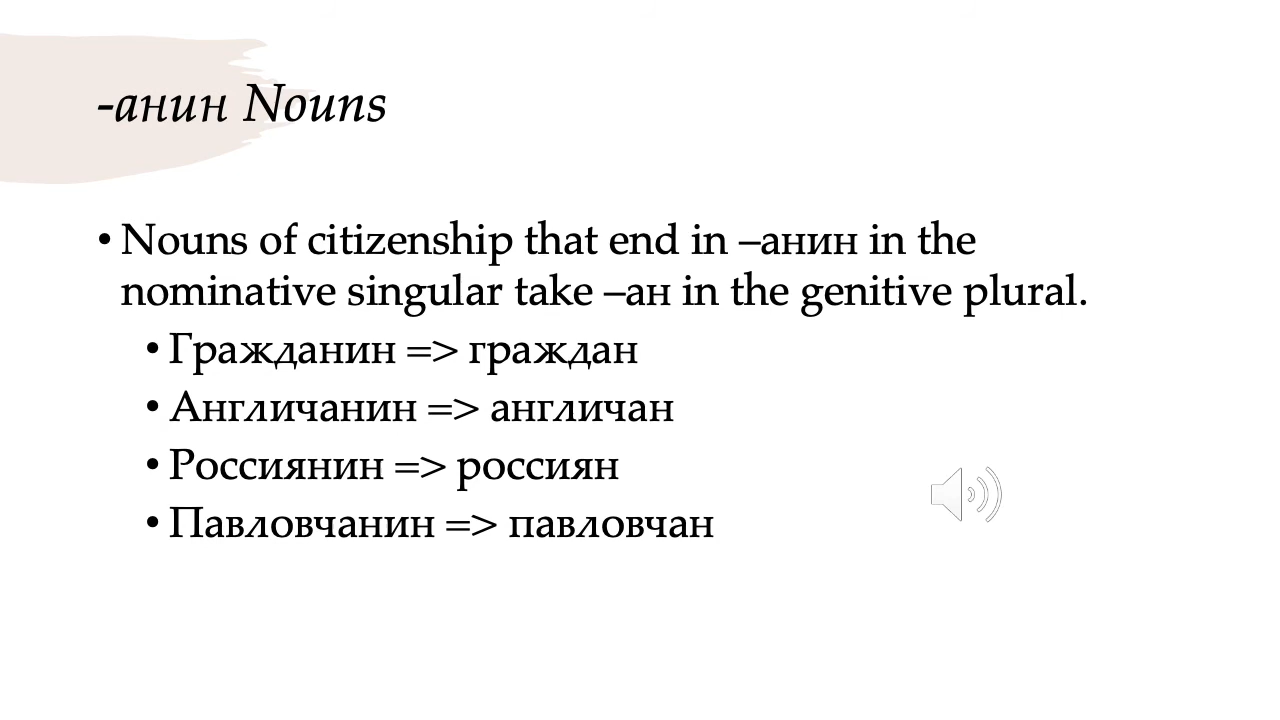 -анин Nouns
• Nouns of citizenship that end in –анин in the
nominative singular take –ан in the genitive plural.
• Гражданин => граждан
• Англичанин => англичан
• Россиянин => россиян
• Павловчанин => павловчан